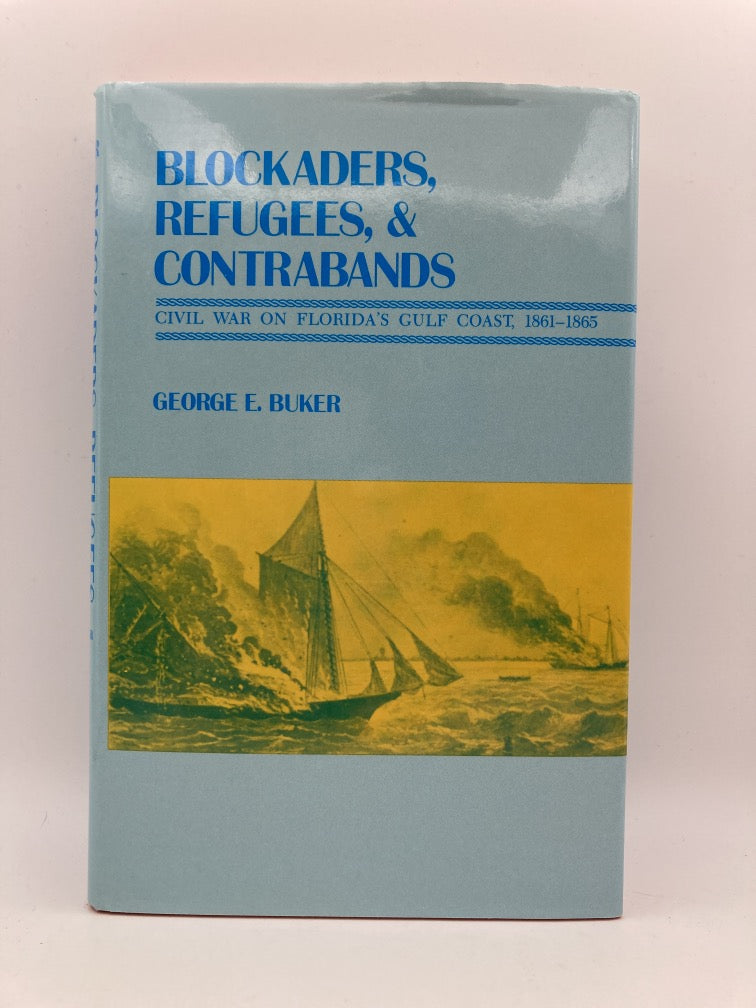 BLOCKADERS,
REFUGEES, &
CONTRABANDS
CIVIL WAR ON FLORIDA'S GULF COAST, 1861–1865
GEORGE E. BUKER